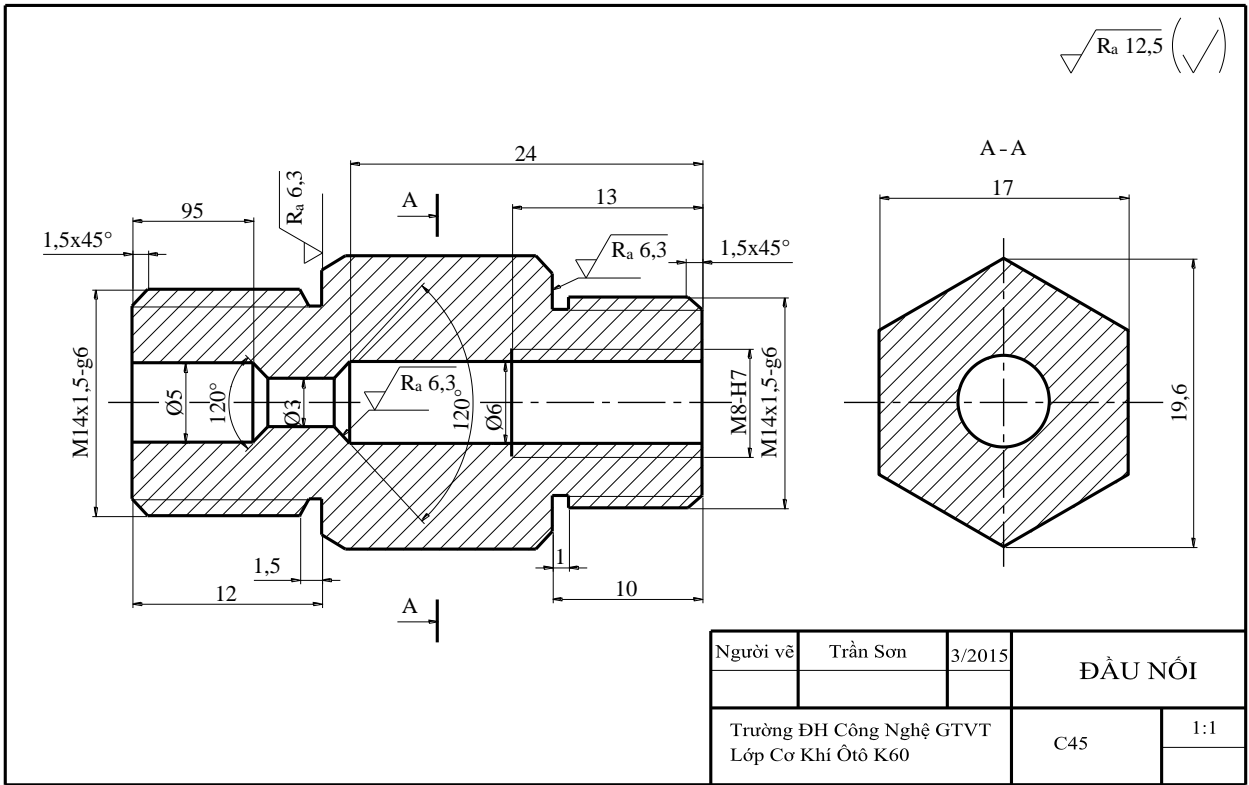 Ra 12,5
A-A
24
Ra 6,3
A
13
17
95
1,5x45°
Ra 6,3
1,5x45°
M14x1,5-g6
Ø5
120°
Ø3
Ra 6,3
120°
Ø6
M8-H7
M14x1,5-g6
19,6
1,5
12
A
1
10
Người vẽ
Trần Sơn
3/2015
ĐẦU NỐI
Trường ĐH Công Nghệ GTVT
Lớp Cơ Khí Ôtô K60
C45
1:1